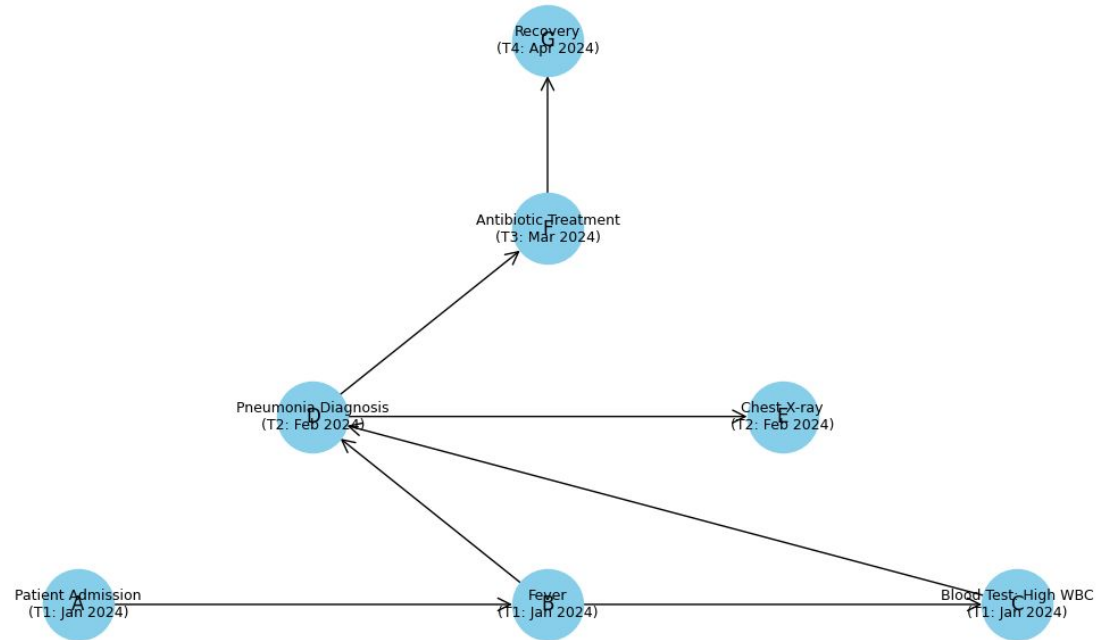 Recovery
G
(T4: Apr 2024)
Antibiotic Treatment
F
(T3: Mar 2024)
Pneumonia Diagnosis
D
(T2: Feb 2024)
Chest X-ray
E
(T2: Feb 2024)
Patient Admission
A
(T1: Jan 2024)
Fever
B
(T1: Jan 2024)
Blood Test: High WBC
C
(T1: Jan 2024)